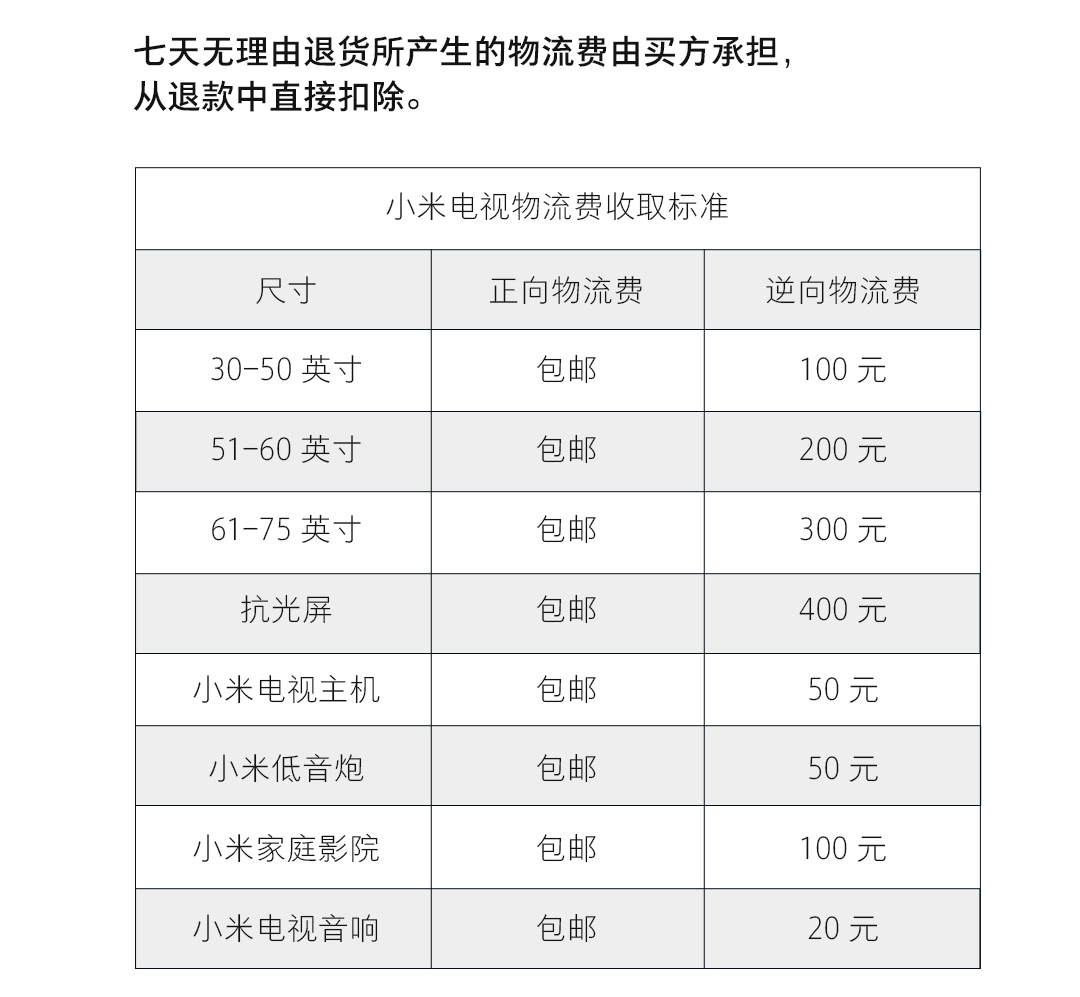 七天无理由退货所产生的物流费由买方承担，
从退款中直接扣除。
小米电视物流费收取标准
尺寸 正向物流费 逆向物流费
30-50 英寸 包邮 100 元
51-60 英寸 包邮 200 元
61-75 英寸 包邮 300 元
抗光屏 包邮 400 元
小米电视主机 包邮 50 元
小米低音炮 包邮 50 元
小米家庭影院 包邮 100 元
小米电视音响 包邮 20 元